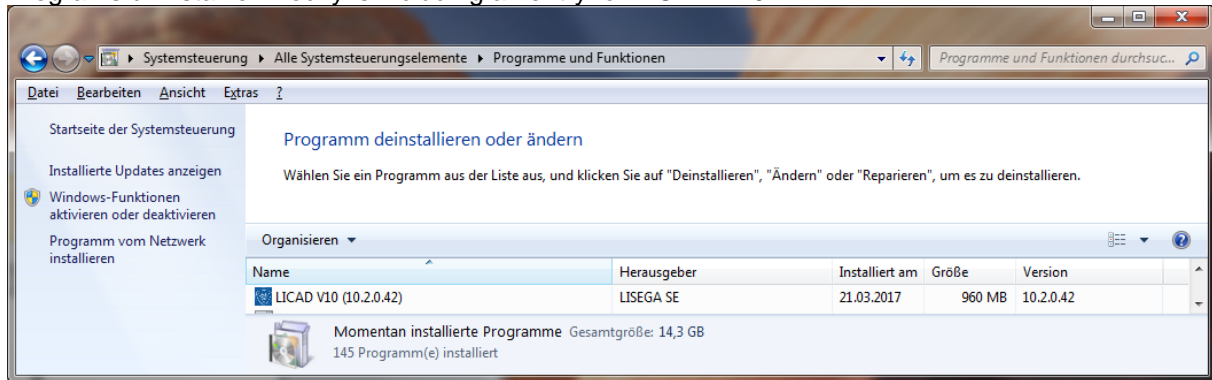 Systemsteuerung ▸ Alle Systemsteuerungselemente ▸ Programme und Funktionen
Programme und Funktionen durchsuc...
Datei Bearbeiten Ansicht Extras ?
Startseite der Systemsteuerung
Installierte Updates anzeigen
Windows-Funktionen
aktivieren oder deaktivieren
Programm vom Netzwerk
installieren
Programm deinstallieren oder ändern
Wählen Sie ein Programm aus der Liste aus, und klicken Sie auf "Deinstallieren", "Ändern" oder "Reparieren", um es zu deinstallieren.
Organisieren
Name Herausgeber Installiert am Größe Version
LICAD V10 (10.2.0.42) LISEGA SE 21.03.2017 960 MB 10.2.0.42
Momentan installierte Programme Gesamtgröße: 14,3 GB
145 Programm(e) installiert